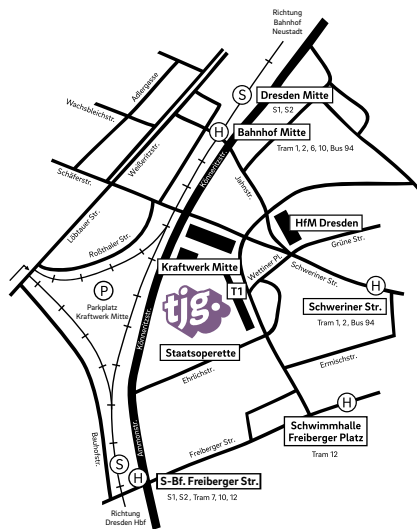 Richtung
Bahnhof
Neustadt
S
Dresden Mitte
S1, S2
Adlergasse
Wachsbleichstr.
H
Bahnhof Mitte
Tram 1, 2, 6, 10, Bus 94
Weißeritzstr.
Könneritzstr.
Schäferstr.
Jahnstr.
Löbtauer Str.
HfM Dresden
Roßthaler Str.
Grüne Str.
Wettiner Pl.
Kraftwerk Mitte
Schweriner Str.
H
P
Parkplatz
Kraftwerk Mitte
T1
tjg.
Schweriner Str.
Tram 1, 2, Bus 94
Könneritzstr.
Staatsoperette
Ehrlichstr.
Ermischstr.
H
Schwimmhalle
Freiberger Platz
Tram 12
Ammonstr.
Bauhofstr.
Freiberger Str.
S
H
S-Bf. Freiberger Str.
S1, S2, Tram 7, 10, 12
Richtung
Dresden Hbf